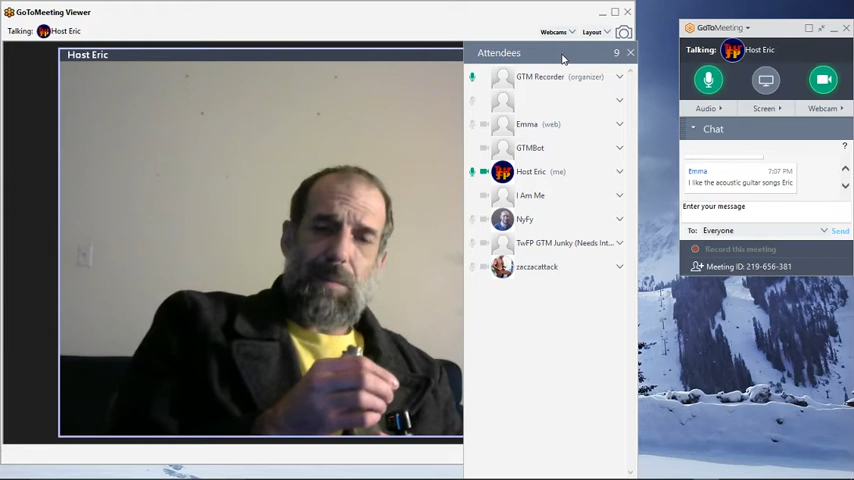 GoToMeeting Viewer
Talking: Host Eric
Webcams Layout
Host Eric
Attendees 9
GTM Recorder (organizer)
Emma (web)
GTMBot
Host Eric (me)
I Am Me
NyFy
TwFP GTM Junky (Needs Int...
zaczacattack
GoToMeeting
Talking: Host Eric
Audio Screen Webcam
Chat
?
Emma 7:07 PM
I like the acoustic guitar songs Eric
Enter your message
To: Everyone Send
Record this meeting
Meeting ID: 219-656-381